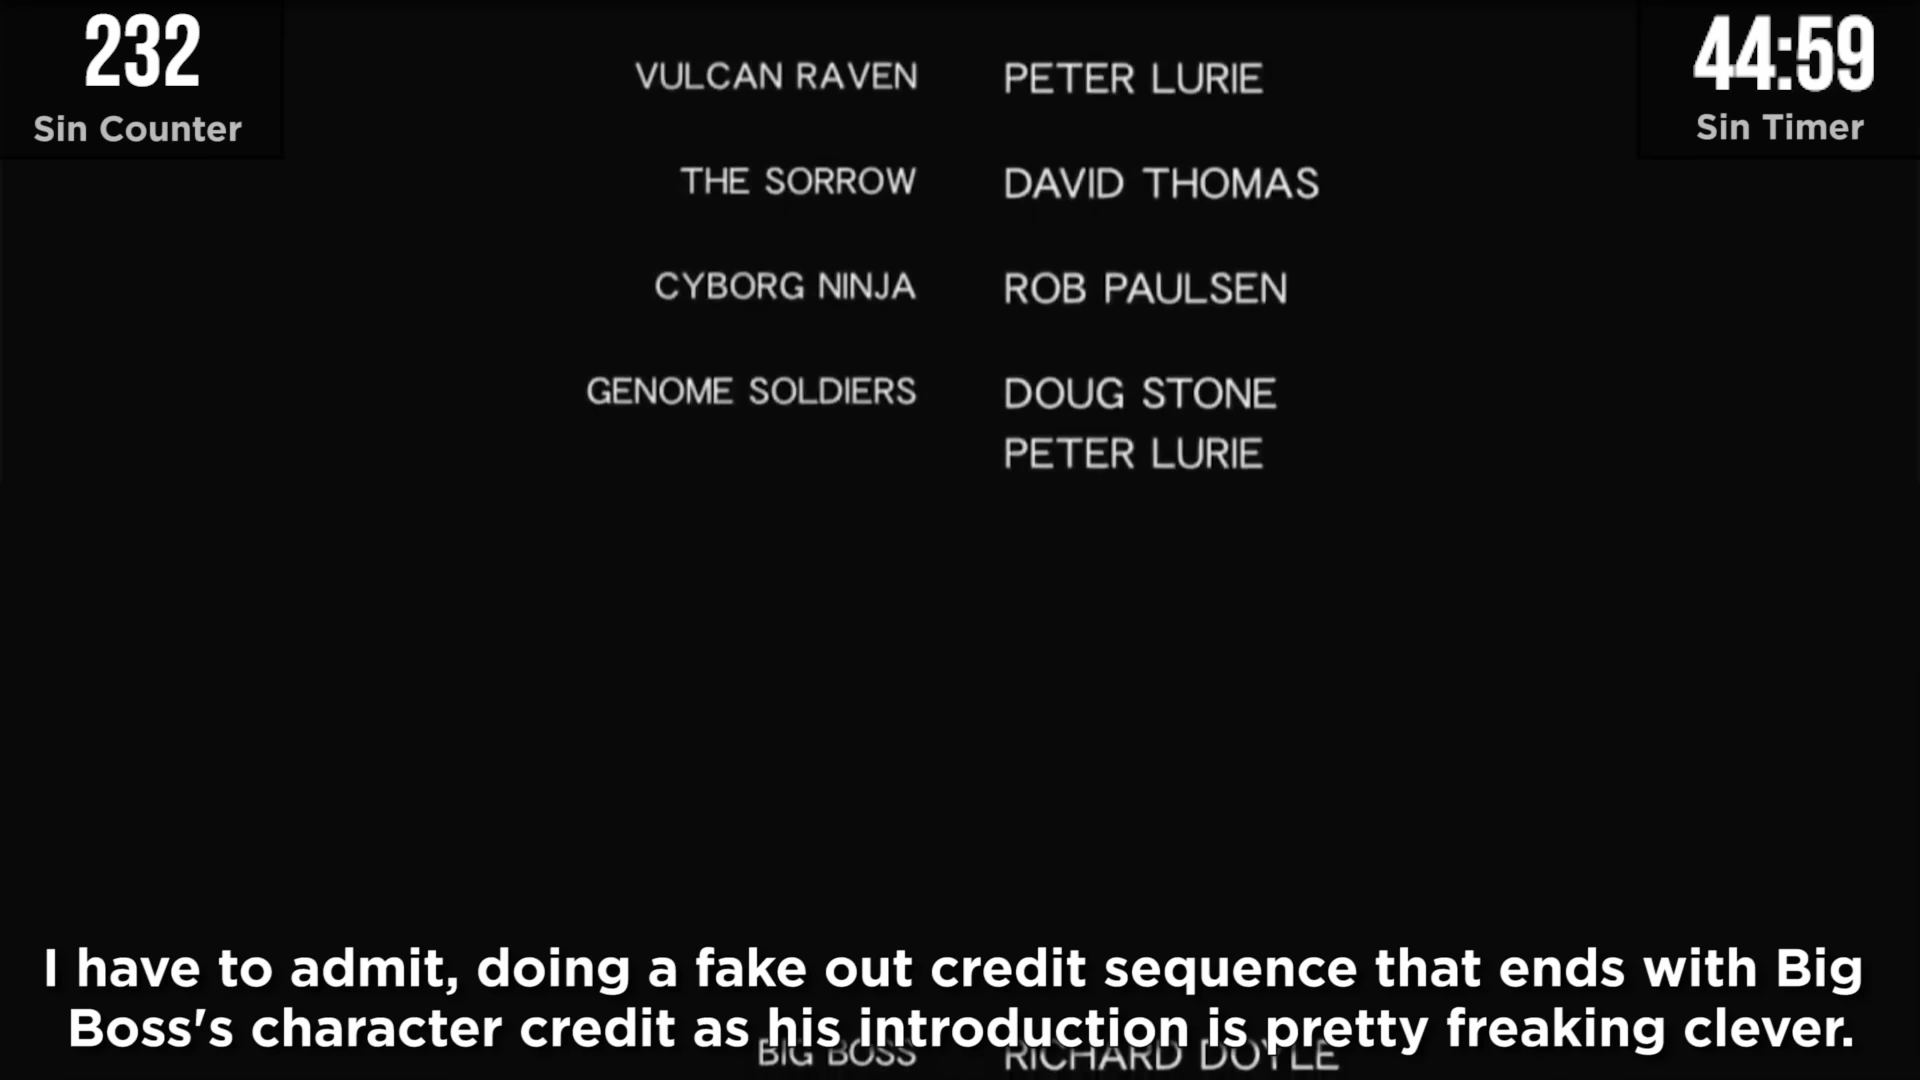 232
Sin Counter
44:59
Sin Timer
VULCAN RAVEN PETER LURIE
THE SORROW DAVID THOMAS
CYBORG NINJA ROB PAULSEN
GENOME SOLDIERS DOUG STONE
PETER LURIE
I have to admit, doing a fake out credit sequence that ends with Big
Boss's character credit as his introduction is pretty freaking clever.
BIG BOSS RICHARD DOYLE